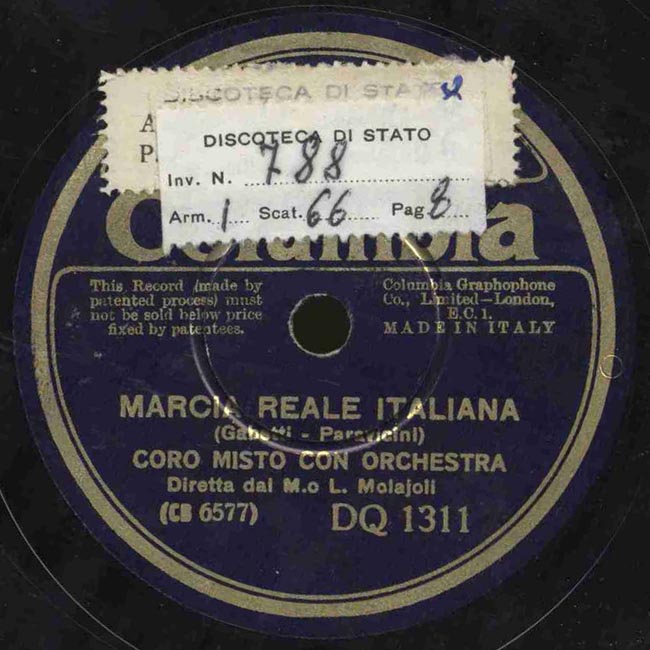 DISCOTECA DI STATO
A
P
DISCOTECA DI STATO
Inv. N. 788
Arm. 1 Scat. 66 Pag. 8
Columbia
This Record (made by
patented process) must
not be sold below price
fixed by patentees.
Columbia Graphophone
Co., Limited—London,
E.C.1.
MADE IN ITALY
MARCIA REALE ITALIANA
(Gabetti - Paravicini)
CORO MISTO CON ORCHESTRA
Diretta dal M.o L. Molajoli
(CB 6577) DQ 1311